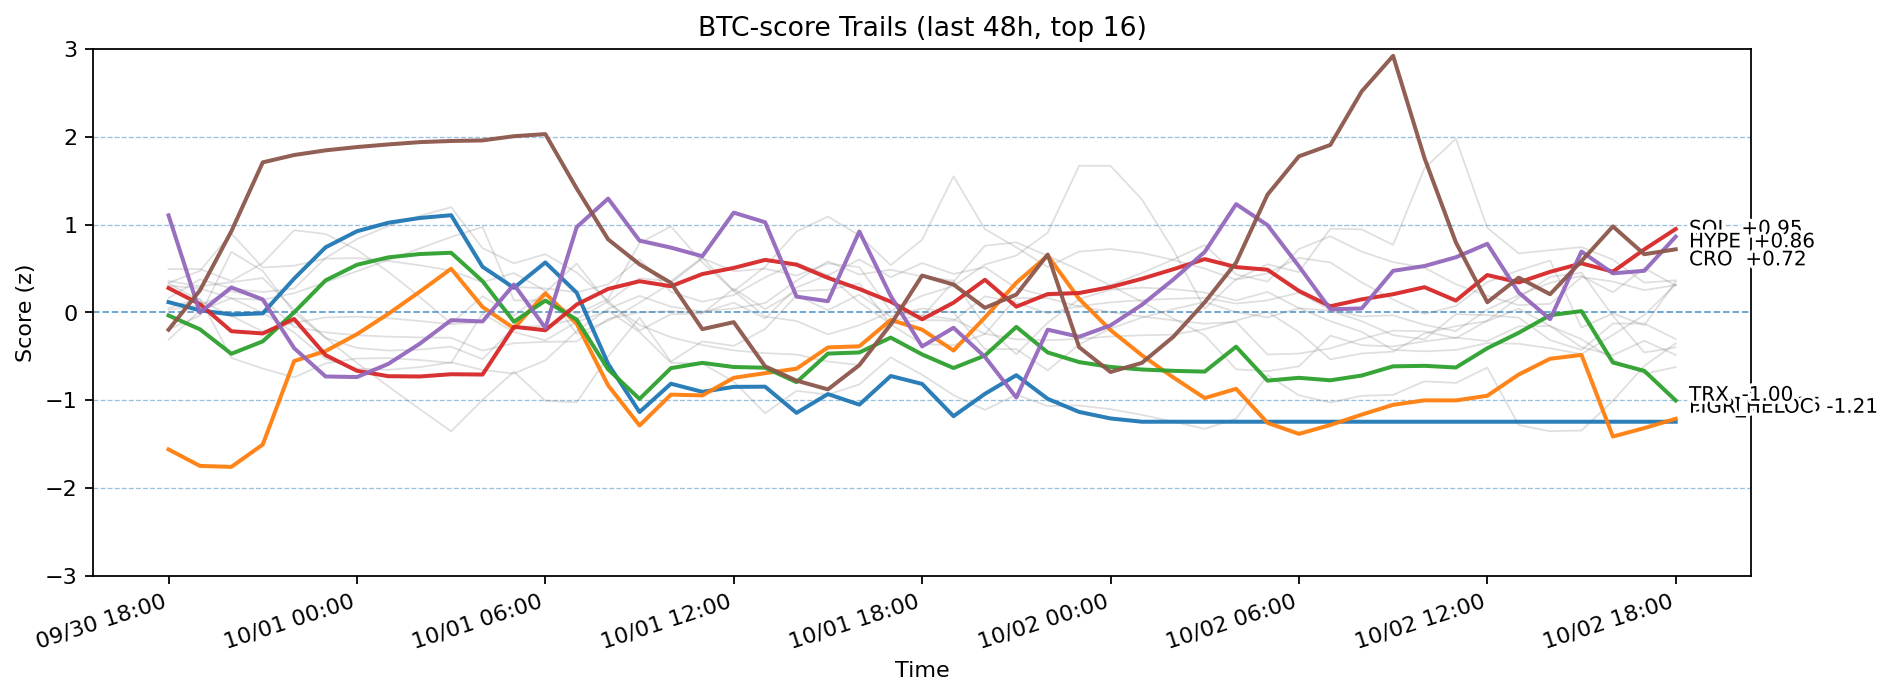 BTC-score Trails (last 48h, top 16)
Score (z)
3
2
1
0
−1
−2
−3
SOL +0.95
HYPE +0.86
CRO +0.72
TRX -1.00
-1.21
09/30 18:00
10/01 00:00
10/01 06:00
10/01 12:00
10/01 18:00
10/02 00:00
10/02 06:00
10/02 12:00
10/02 18:00
Time